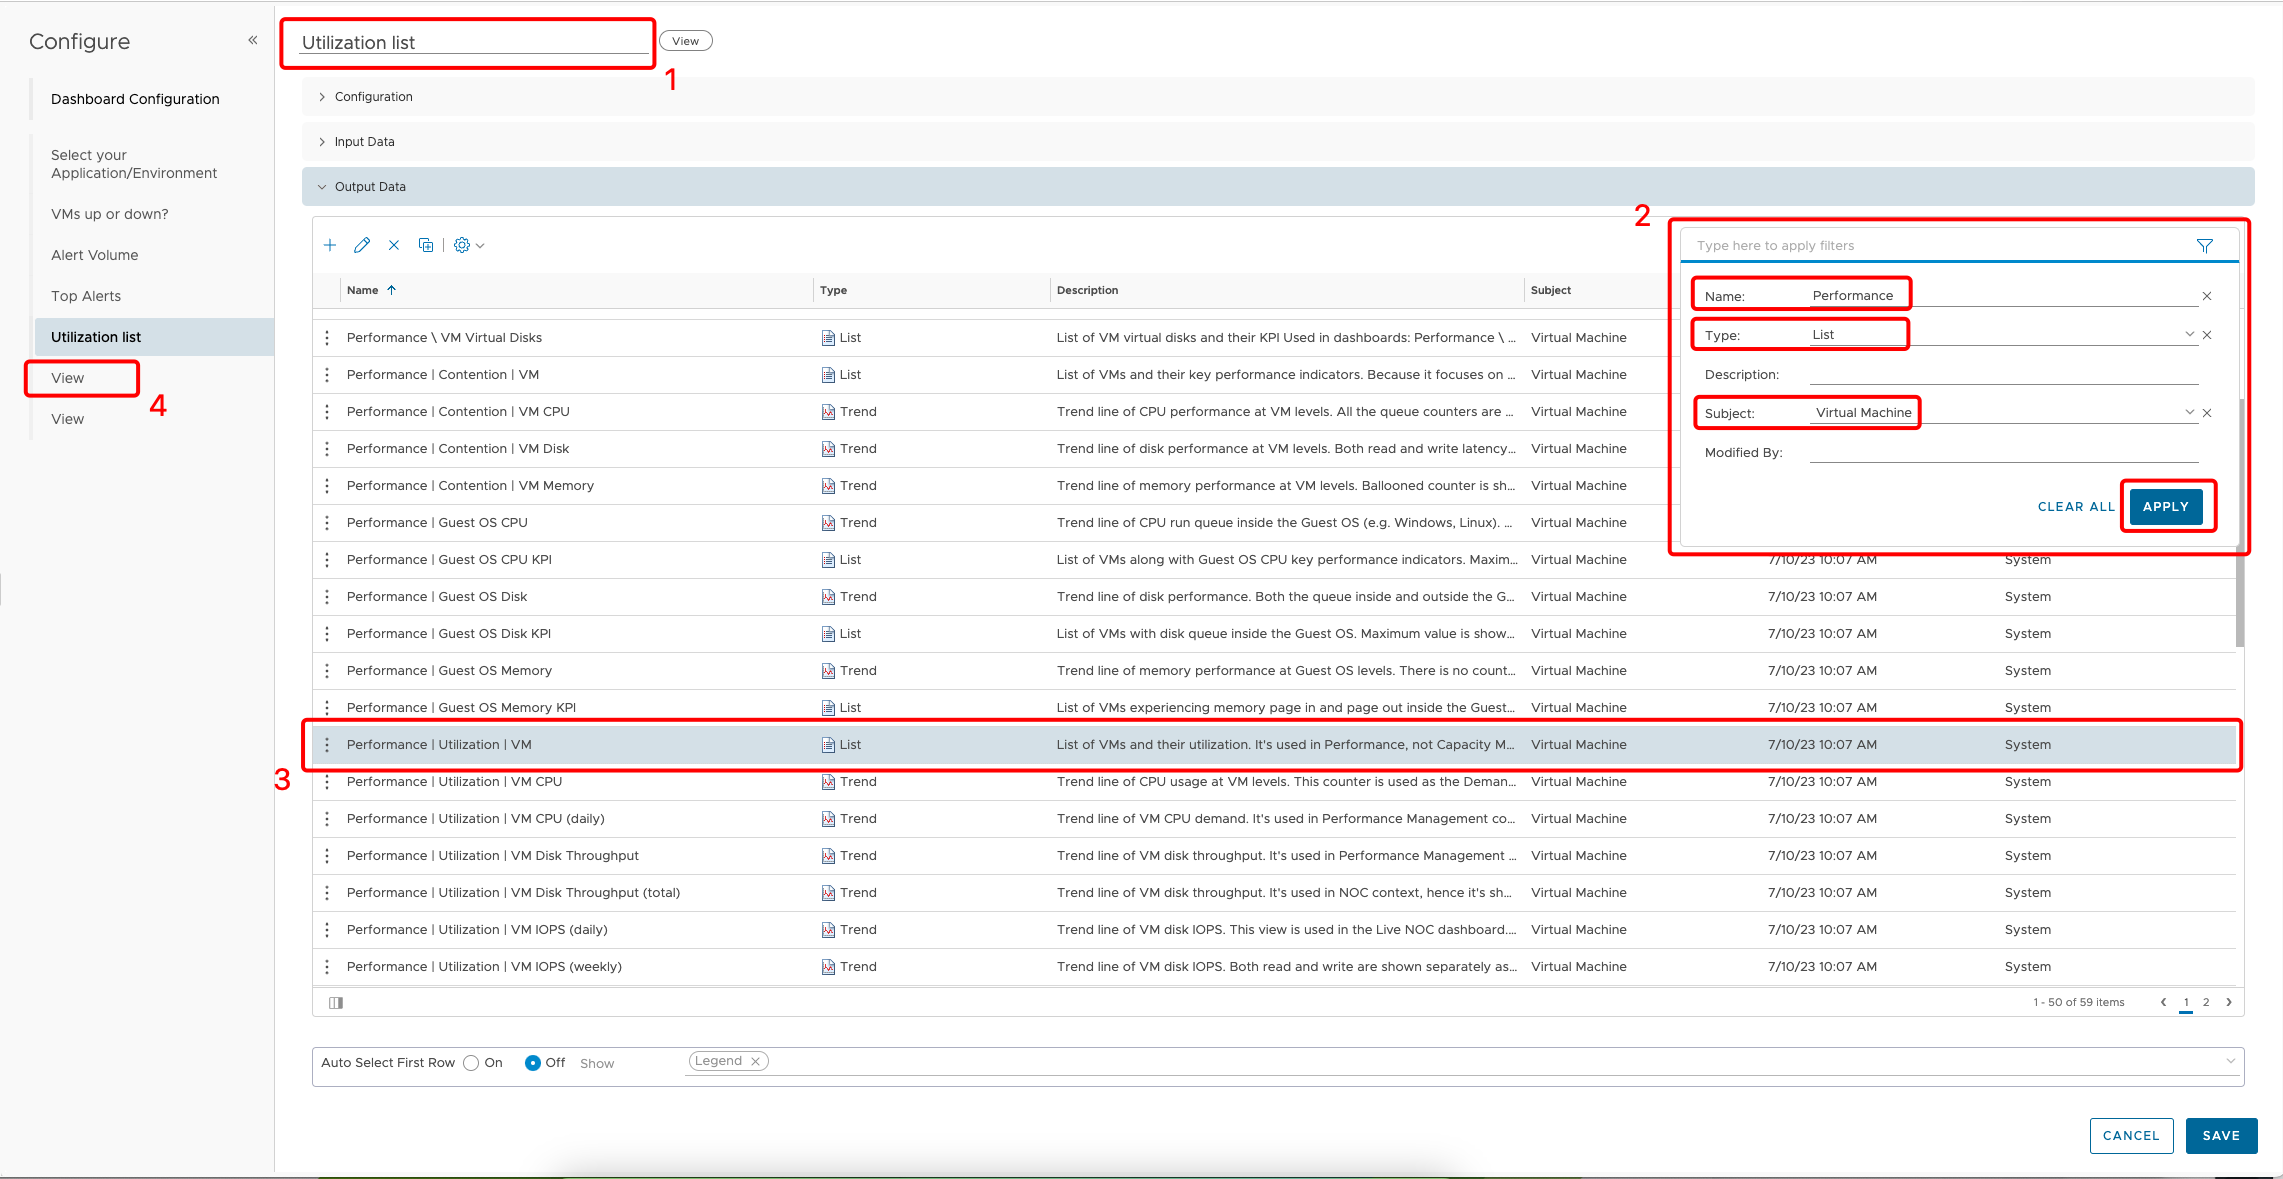 Configure
«
Dashboard Configuration
Select your
Application/Environment
VMs up or down?
Alert Volume
Top Alerts
Utilization list
View
4
View
Utilization list
View
1
Configuration
Input Data
Output Data
2
Type here to apply filters
Name: Performance
Type: List
Description:
Subject: Virtual Machine
Modified By:
CLEAR ALL APPLY
Name Type Description Subject
Performance \ VM Virtual Disks List List of VM virtual disks and their KPI Used in dashboards: Performance \ ... Virtual Machine
Performance | Contention | VM List List of VMs and their key performance indicators. Because it focuses on ... Virtual Machine
Performance | Contention | VM CPU Trend Trend line of CPU performance at VM levels. All the queue counters are ... Virtual Machine
Performance | Contention | VM Disk Trend Trend line of disk performance at VM levels. Both read and write latency... Virtual Machine
Performance | Contention | VM Memory Trend Trend line of memory performance at VM levels. Ballooned counter is sh... Virtual Machine
Performance | Guest OS CPU Trend Trend line of CPU run queue inside the Guest OS (e.g. Windows, Linux). ... Virtual Machine
Performance | Guest OS CPU KPI List List of VMs along with Guest OS CPU key performance indicators. Maxim... Virtual Machine 7/10/23 10:07 AM System
Performance | Guest OS Disk Trend Trend line of disk performance. Both the queue inside and outside the G... Virtual Machine 7/10/23 10:07 AM System
Performance | Guest OS Disk KPI List List of VMs with disk queue inside the Guest OS. Maximum value is show... Virtual Machine 7/10/23 10:07 AM System
Performance | Guest OS Memory Trend Trend line of memory performance at Guest OS levels. There is no count... Virtual Machine 7/10/23 10:07 AM System
Performance | Guest OS Memory KPI List List of VMs experiencing memory page in and page out inside the Guest... Virtual Machine 7/10/23 10:07 AM System
Performance | Utilization | VM List List of VMs and their utilization. It's used in Performance, not Capacity M... Virtual Machine 7/10/23 10:07 AM System
3
Performance | Utilization | VM CPU Trend Trend line of CPU usage at VM levels. This counter is used as the Deman... Virtual Machine 7/10/23 10:07 AM System
Performance | Utilization | VM CPU (daily) Trend Trend line of VM CPU demand. It's used in Performance Management co... Virtual Machine 7/10/23 10:07 AM System
Performance | Utilization | VM Disk Throughput Trend Trend line of VM disk throughput. It's used in Performance Management ... Virtual Machine 7/10/23 10:07 AM System
Performance | Utilization | VM Disk Throughput (total) Trend Trend line of VM disk throughput. It's used in NOC context, hence it's sh... Virtual Machine 7/10/23 10:07 AM System
Performance | Utilization | VM IOPS (daily) Trend Trend line of VM disk IOPS. This view is used in the Live NOC dashboard.... Virtual Machine 7/10/23 10:07 AM System
Performance | Utilization | VM IOPS (weekly) Trend Trend line of VM disk IOPS. Both read and write are shown separately as... Virtual Machine 7/10/23 10:07 AM System
1 - 50 of 59 items 1 2
Auto Select First Row On Off Show Legend
CANCEL SAVE